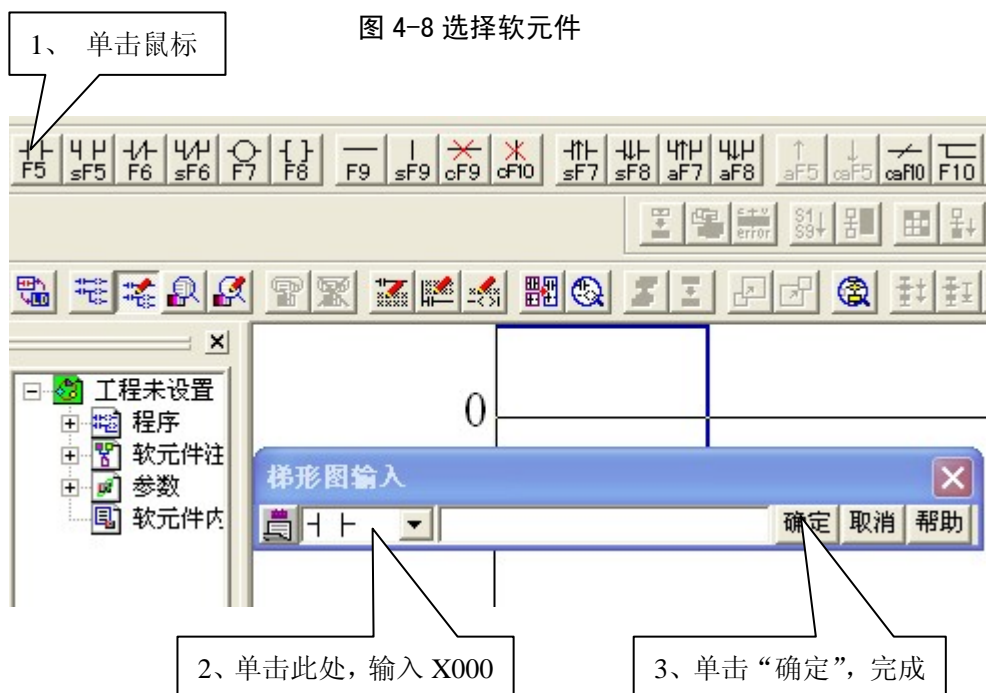 图 4-8 选择软元件
1、 单击鼠标
F5 sF5 F6 sF6 F7 F8 F9 sF9 cF9 cF10 sF7 sF8 aF7 aF8 aF5 caF5 caF10 F10
error S1 S9
LD
工程未设置
程序
软元件注
参数
软元件内
0
梯形图输入
确定 取消 帮助
2、单击此处，输入 X000
3、单击“确定”，完成